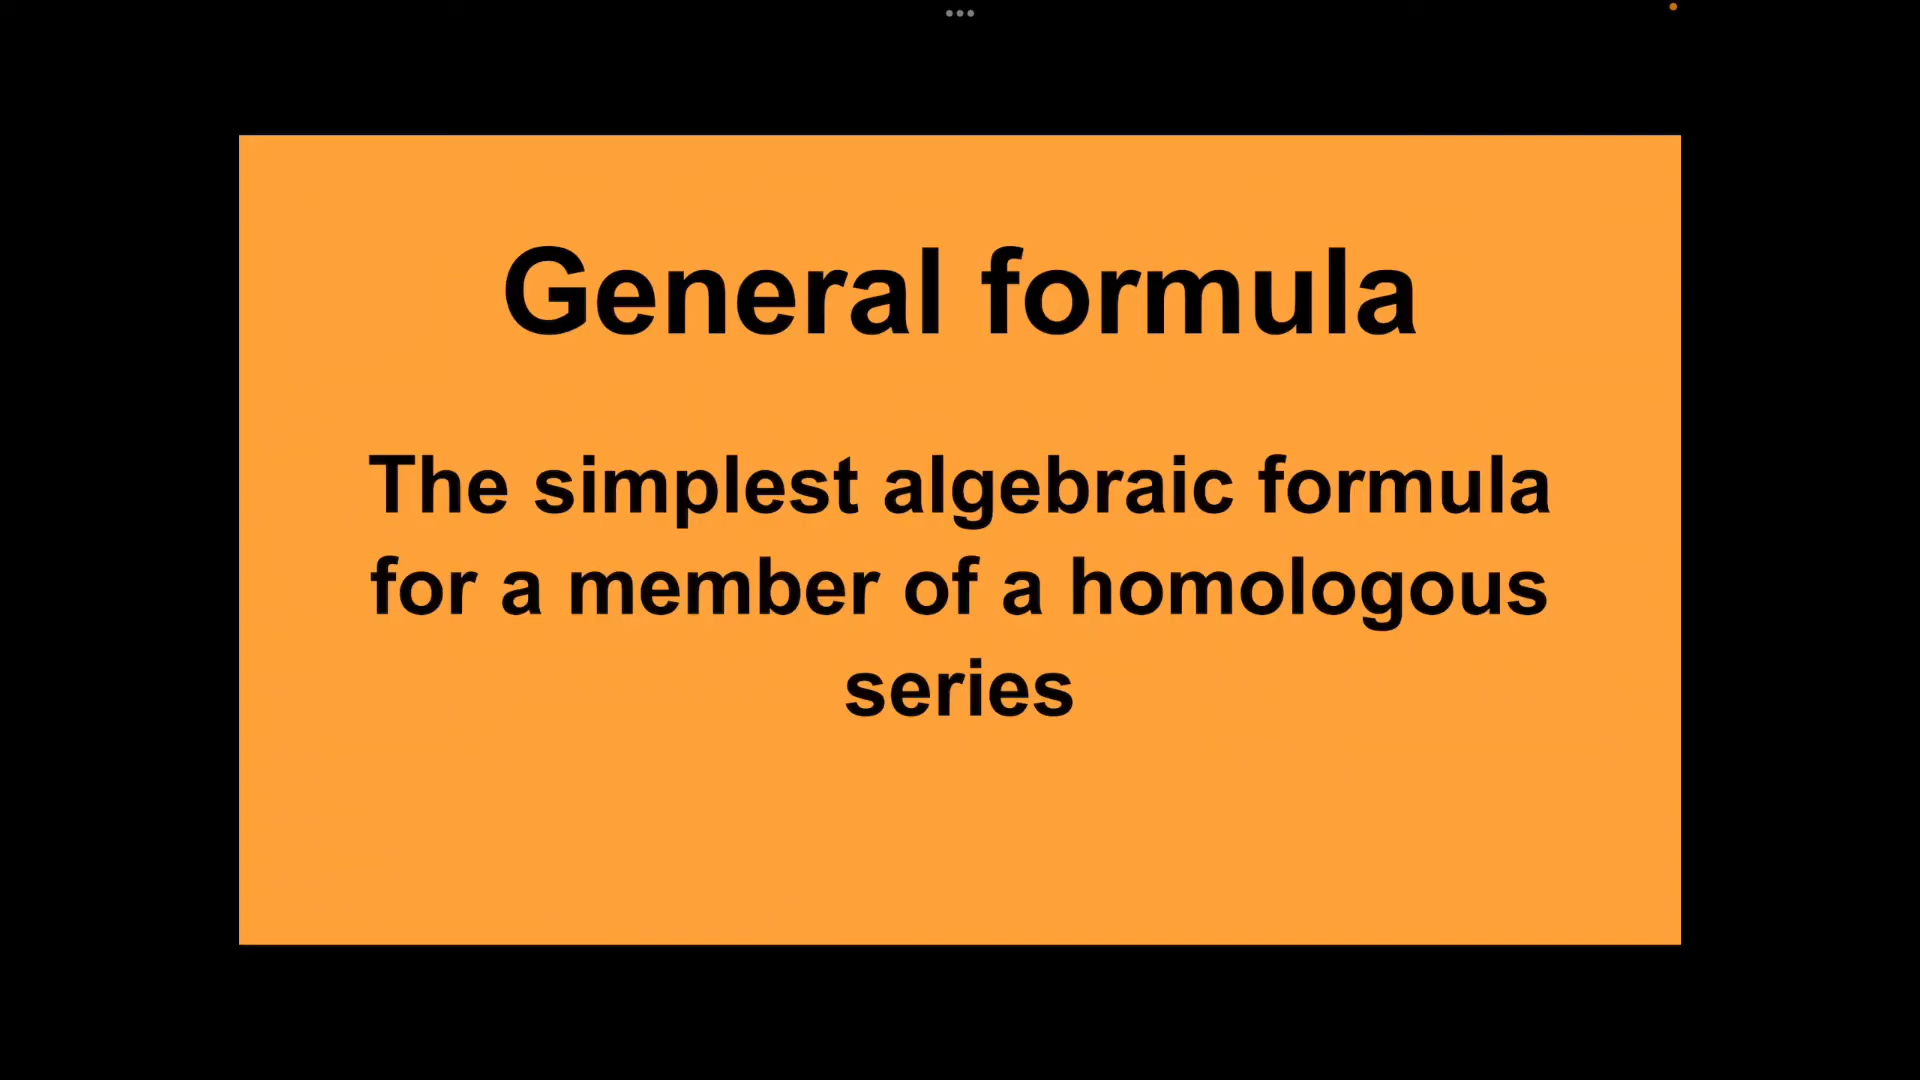 General formula
The simplest algebraic formula
for a member of a homologous
series